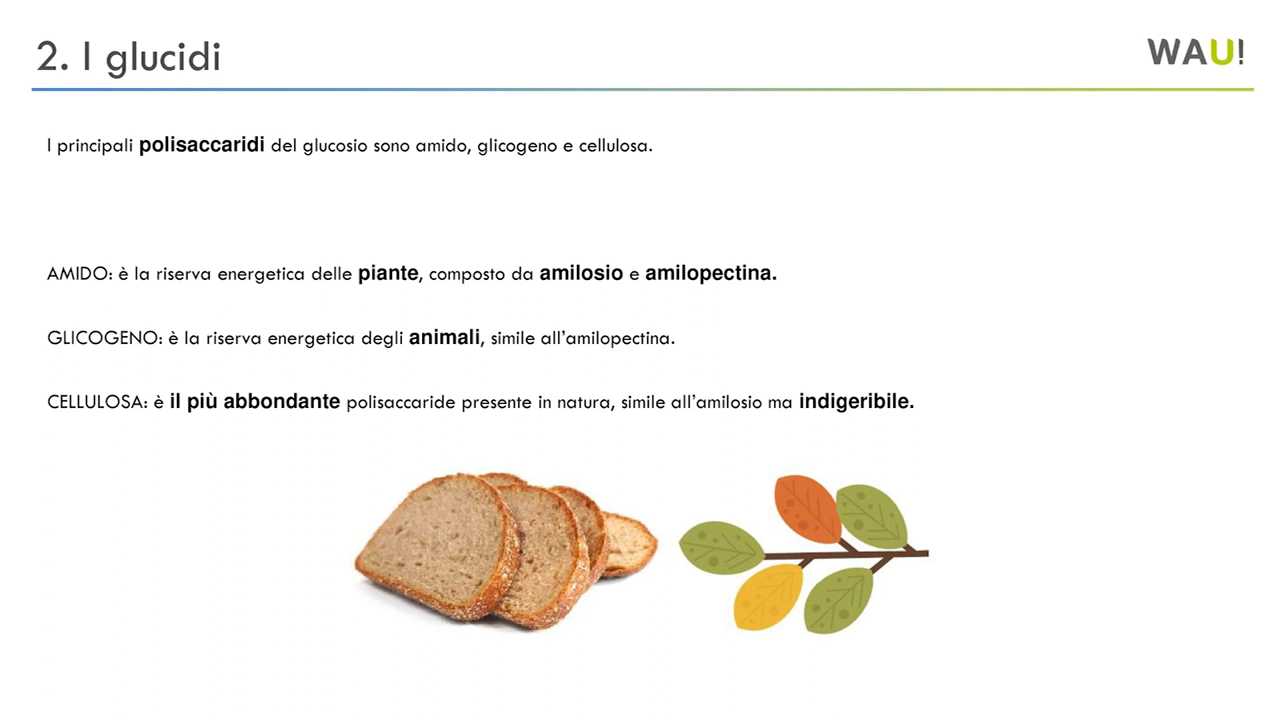 2. I glucidi
WAU!
I principali polisaccaridi del glucosio sono amido, glicogeno e cellulosa.
AMIDO: è la riserva energetica delle piante, composto da amilosio e amilopectina.
GLICOGENO: è la riserva energetica degli animali, simile all’amilopectina.
CELLULOSA: è il più abbondante polisaccaride presente in natura, simile all’amilosio ma indigeribile.